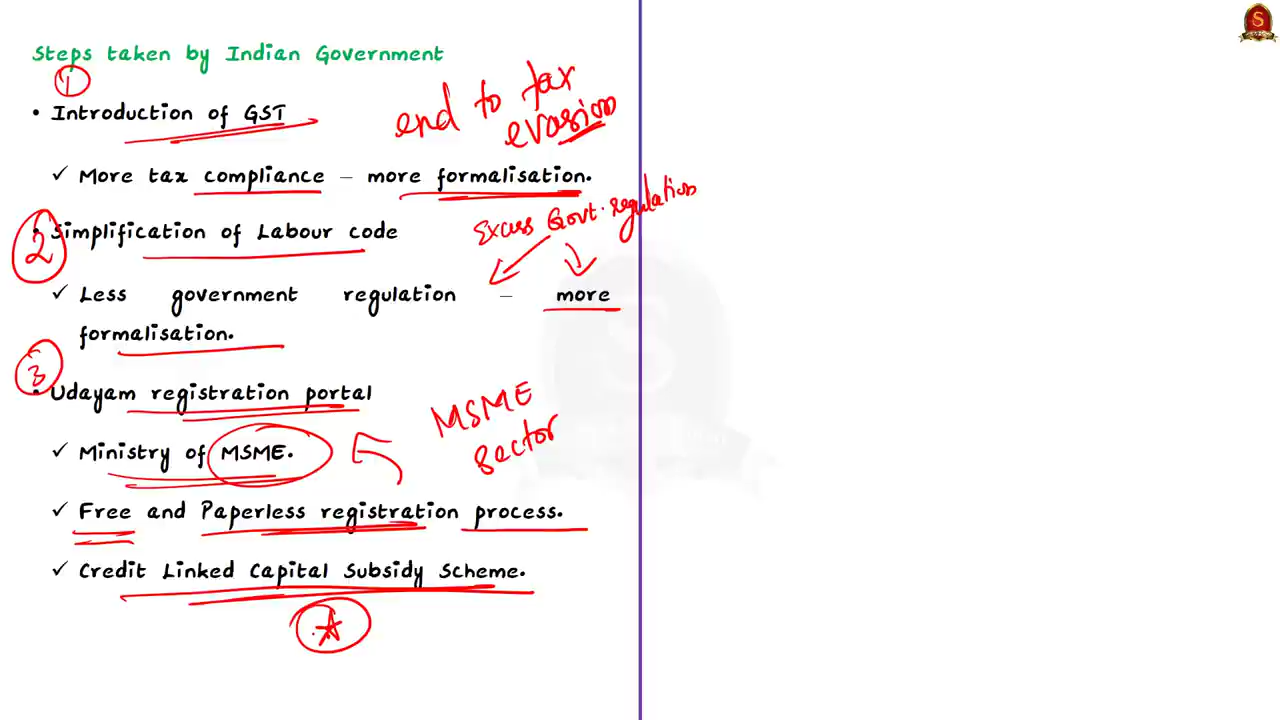 Steps taken by Indian Government
1
• Introduction of GST
end to tax
evasion
✓ More tax compliance – more formalisation.
Excess Govt. regulation
2
• Simplification of Labour code
✓ Less government regulation – more
formalisation.
3
• Udayam registration portal
MSME
sector
✓ Ministry of MSME.
✓ Free and Paperless registration process.
✓ Credit Linked Capital Subsidy Scheme.